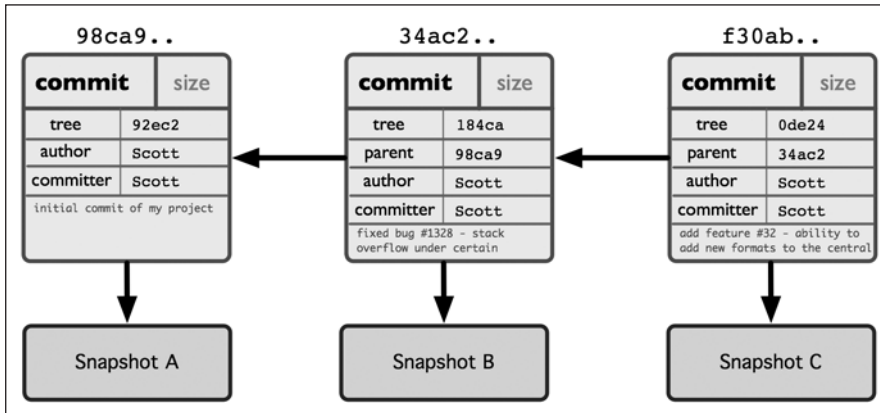 98ca9..
34ac2..
f30ab..
commit size
tree 92ec2
author Scott
committer Scott
initial commit of my project
commit size
tree 184ca
parent 98ca9
author Scott
committer Scott
fixed bug #1328 - stack
overflow under certain
commit size
tree 0de24
parent 34ac2
author Scott
committer Scott
add feature #32 - ability to
add new formats to the central
Snapshot A
Snapshot B
Snapshot C